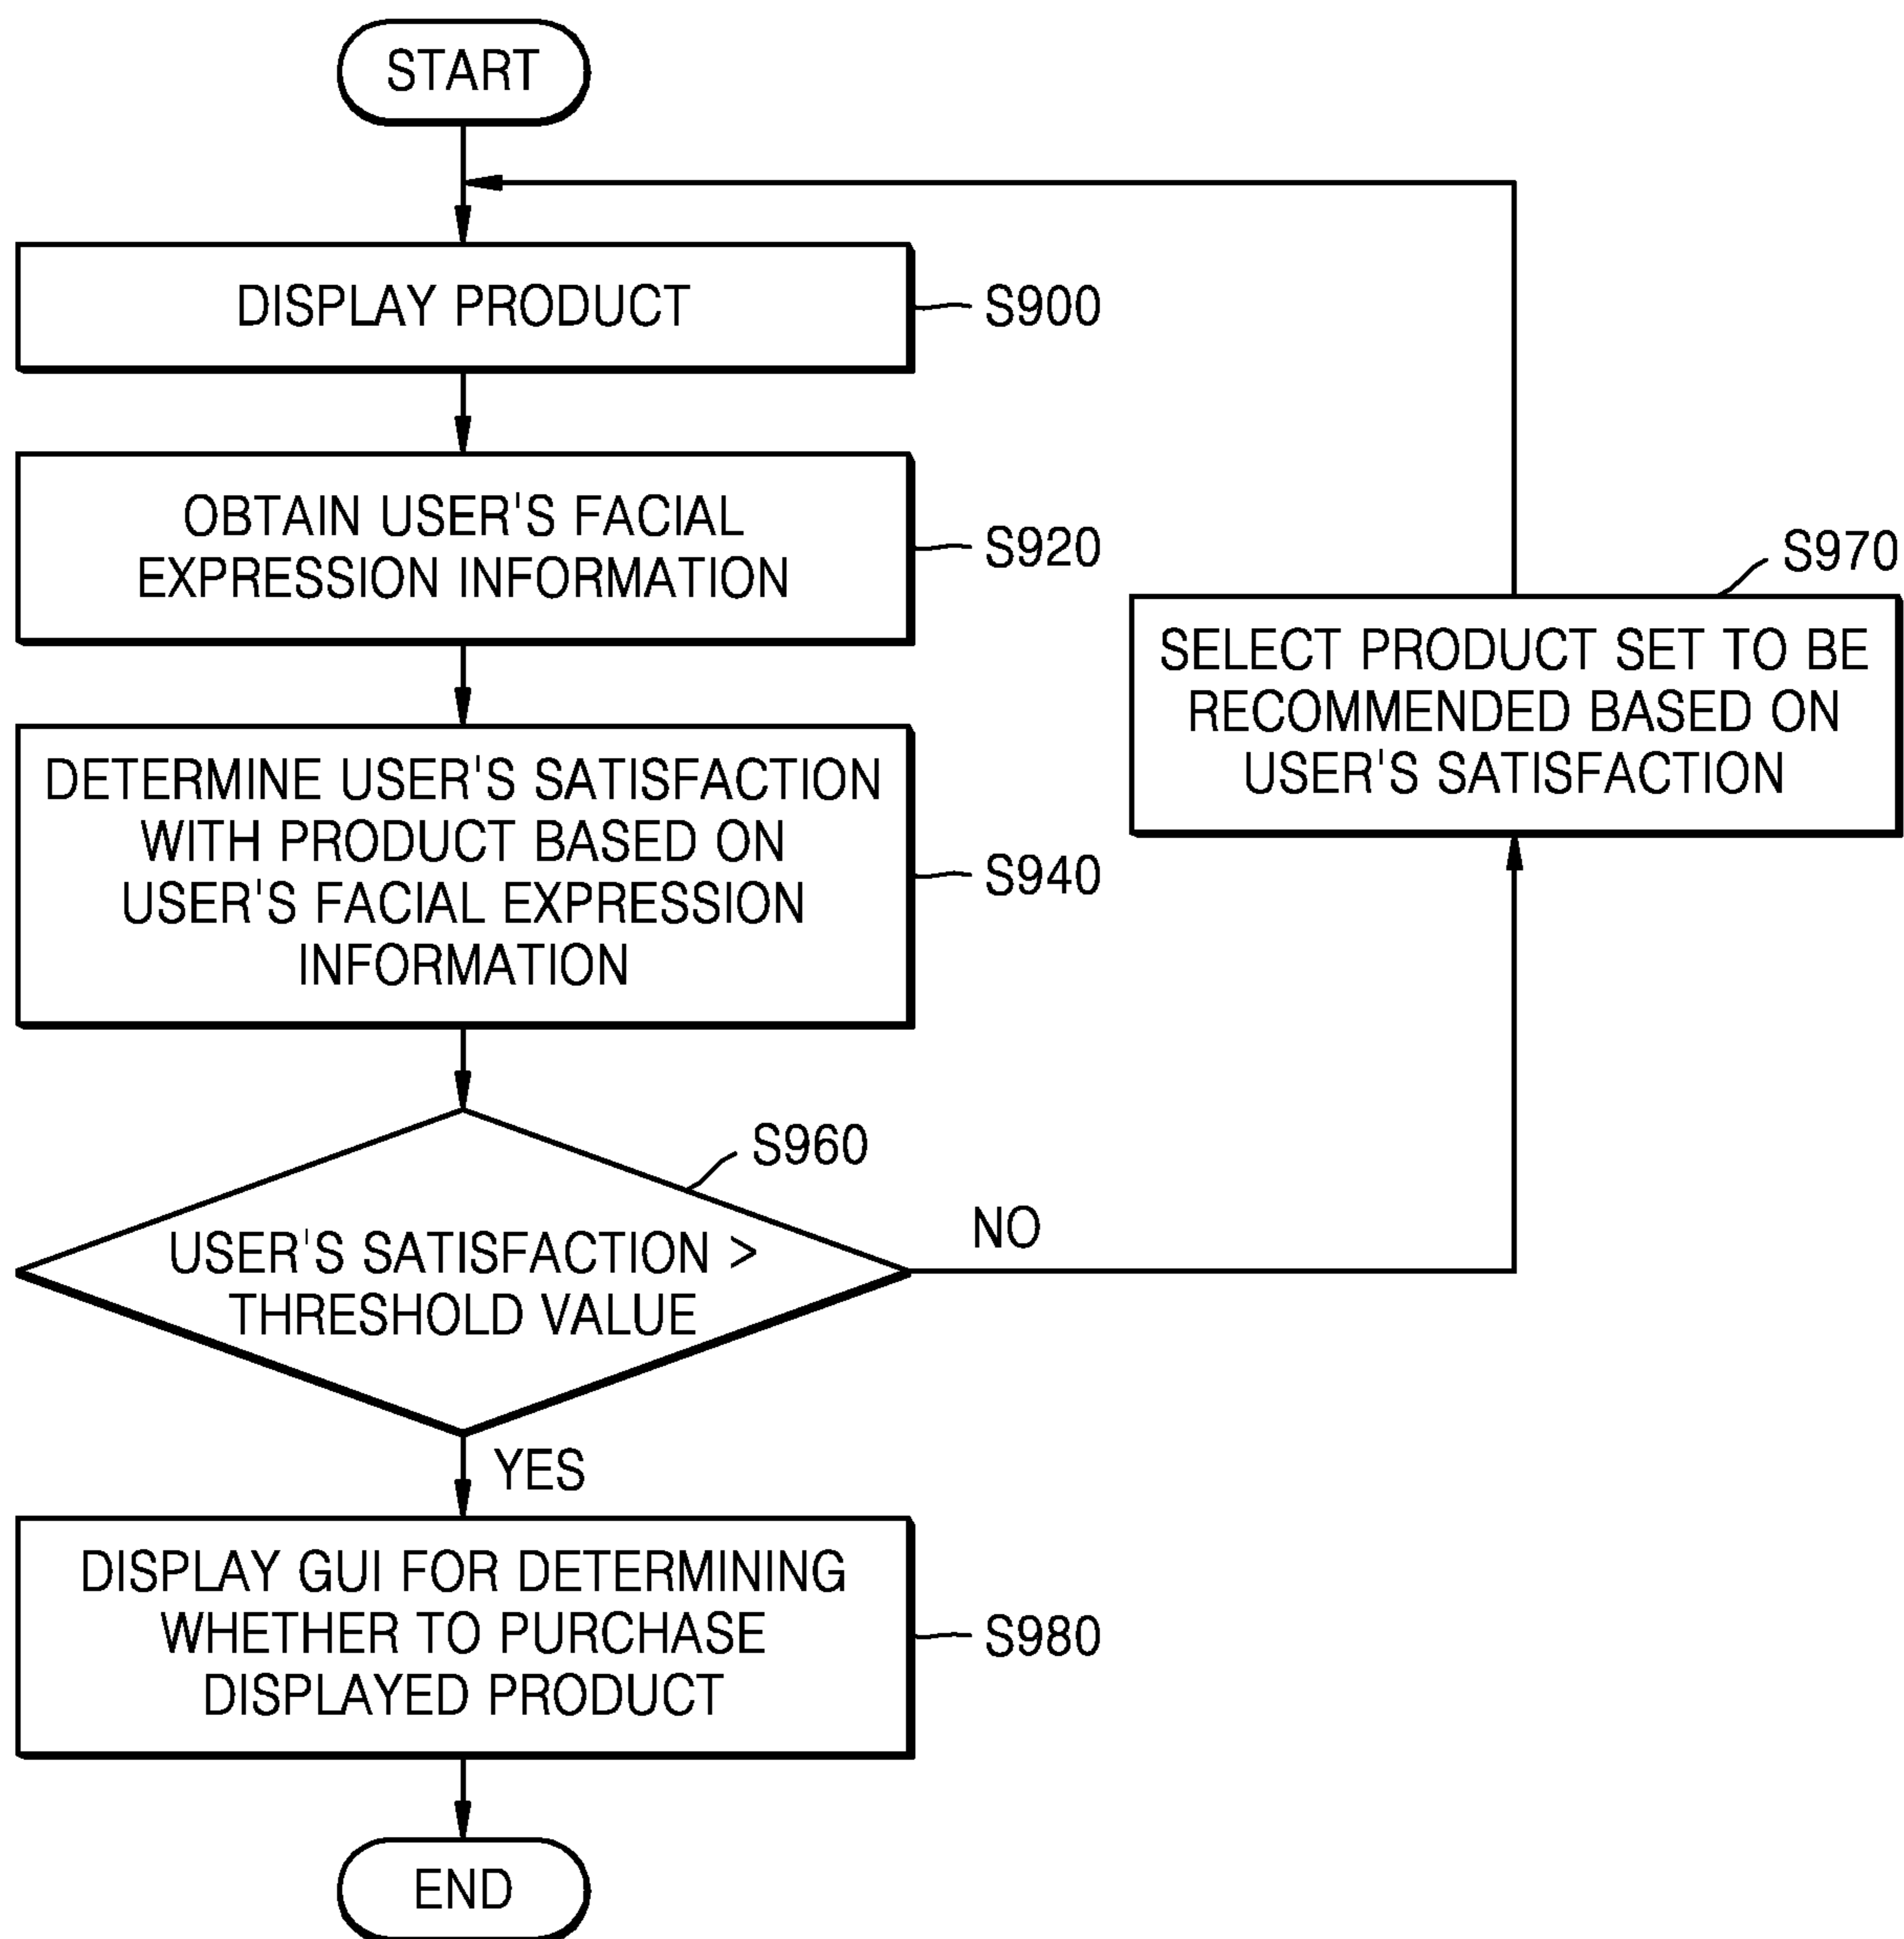 START
DISPLAY PRODUCT
S900
OBTAIN USER'S FACIAL
EXPRESSION INFORMATION
S920
DETERMINE USER'S SATISFACTION
WITH PRODUCT BASED ON
USER'S FACIAL EXPRESSION
INFORMATION
S940
S960
USER'S SATISFACTION >
THRESHOLD VALUE
NO
S970
SELECT PRODUCT SET TO BE
RECOMMENDED BASED ON
USER'S SATISFACTION
YES
DISPLAY GUI FOR DETERMINING
WHETHER TO PURCHASE
DISPLAYED PRODUCT
S980
END